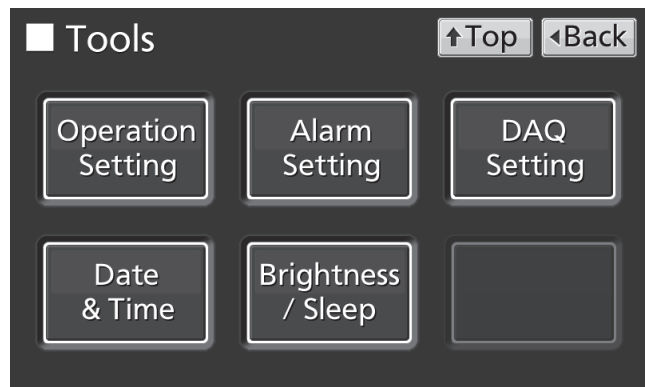 Tools
↑Top
◂Back
Operation
Setting
Alarm
Setting
DAQ
Setting
Date
& Time
Brightness
/ Sleep